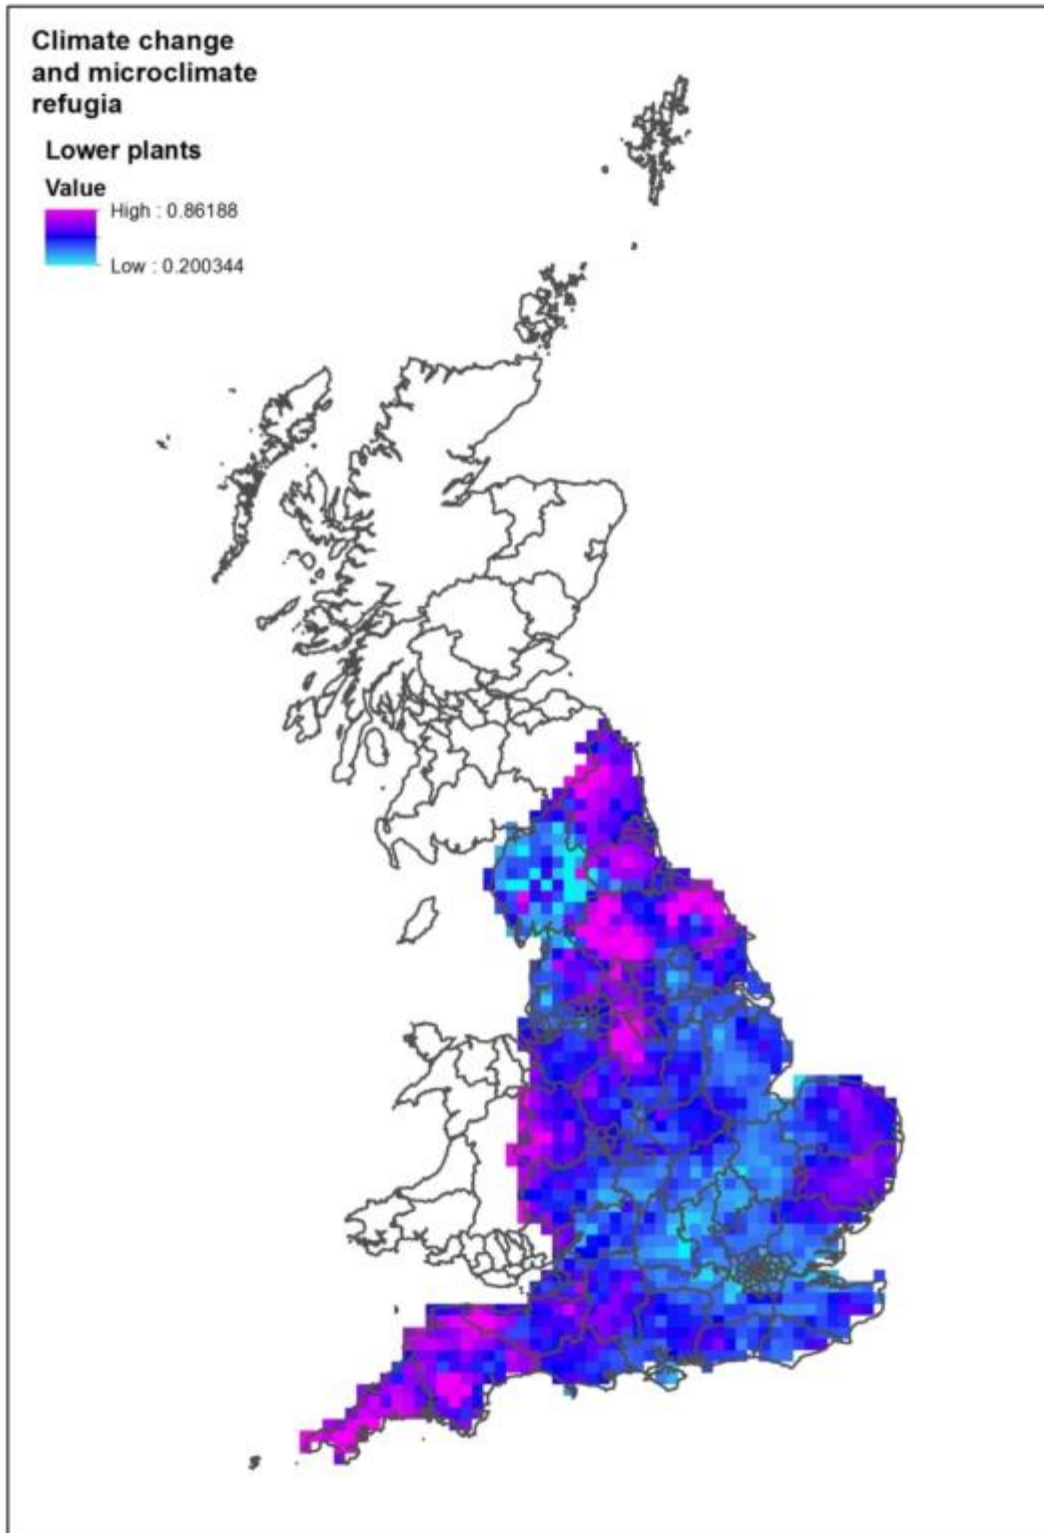 Climate change
and microclimate
refugia
Lower plants
Value
High : 0.86188
Low : 0.200344